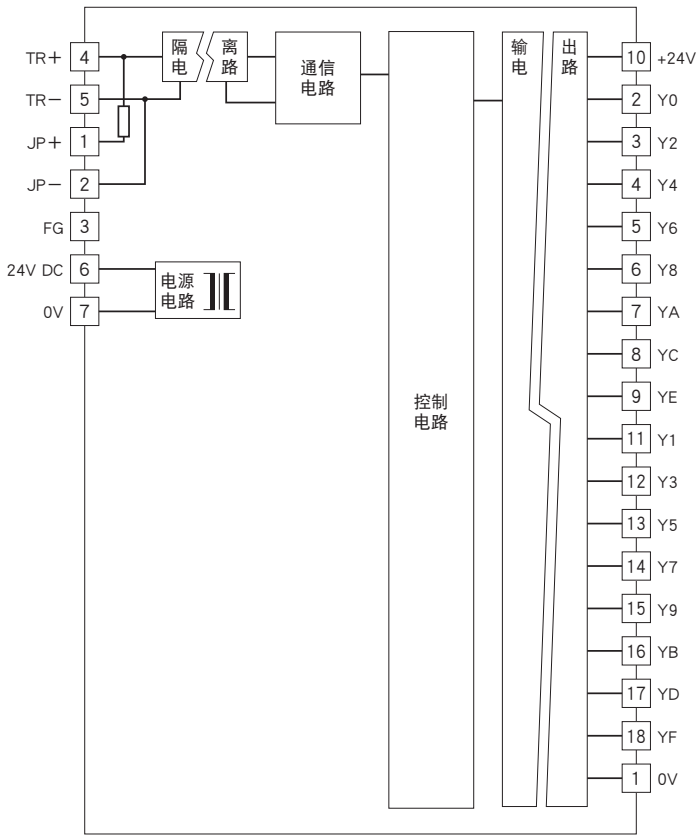 TR+ 4
TR− 5
JP+ 1
JP− 2
FG 3
24V DC 6
0V 7
隔 离
电 路
通信
电路
电源
电路
控制
电路
输 出
电 路
10 +24V
2 Y0
3 Y2
4 Y4
5 Y6
6 Y8
7 YA
8 YC
9 YE
11 Y1
12 Y3
13 Y5
14 Y7
15 Y9
16 YB
17 YD
18 YF
1 0V